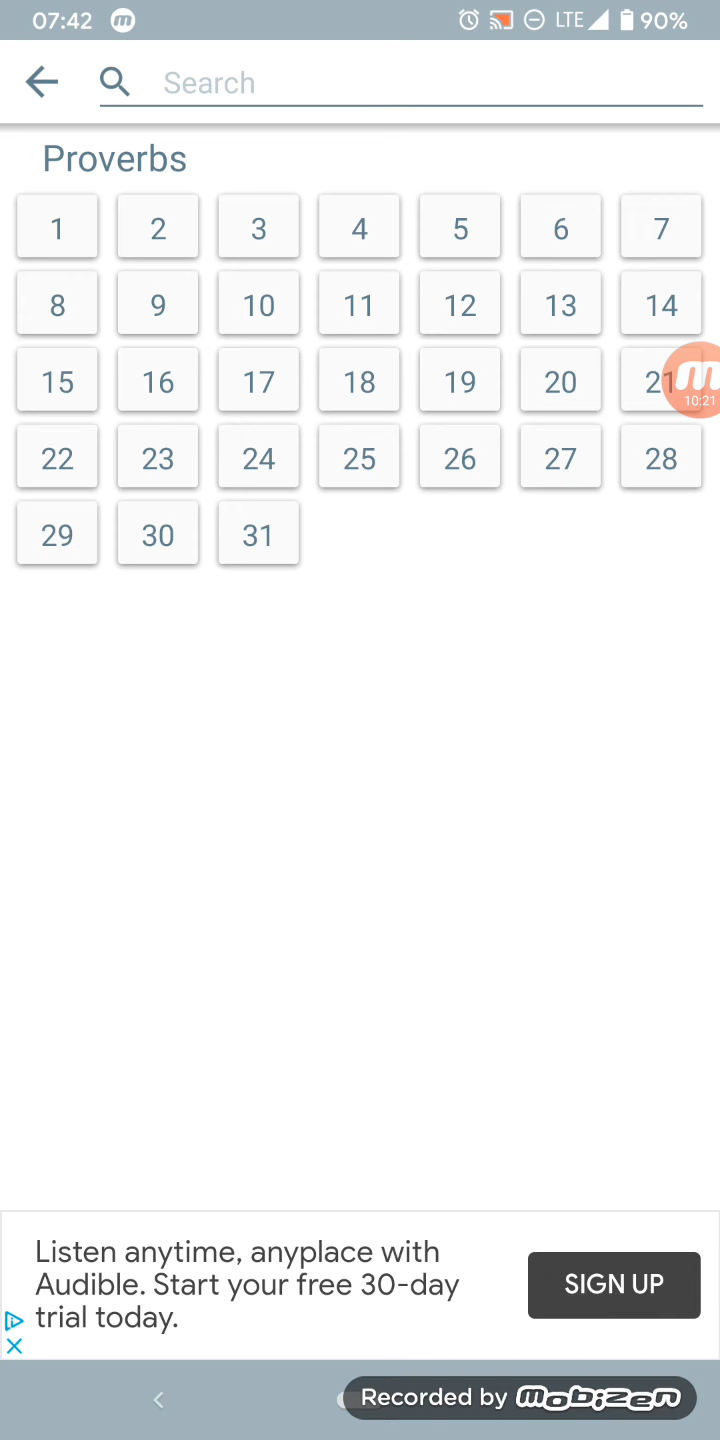 07:42 m LTE 90%
Search
Proverbs
1 2 3 4 5 6 7
8 9 10 11 12 13 14
15 16 17 18 19 20 21
10:21
22 23 24 25 26 27 28
29 30 31
Listen anytime, anyplace with
Audible. Start your free 30-day
trial today.
SIGN UP
Recorded by mobizen